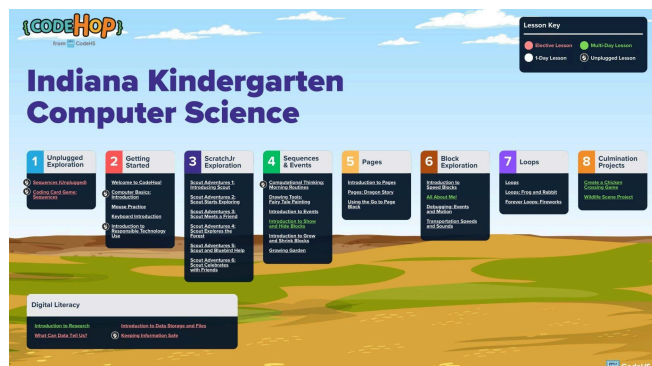 {CODEHOP}
from CodeHS
Lesson Key
Elective Lesson
Multi-Day Lesson
1-Day Lesson
Unplugged Lesson
Indiana Kindergarten
Computer Science
1
Unplugged
Exploration
Sequences (Unplugged)
Coding Card Game:
Sequences
2
Getting
Started
Welcome to CodeHop!
Computer Basics:
Introduction
Mouse Practice
Keyboard Introduction
Introduction to
Responsible Technology
Use
3
ScratchJr
Exploration
Scout Adventures 1:
Introducing Scout
Scout Adventures 2:
Scout Starts Exploring
Scout Adventures 3:
Scout Meets a Friend
Scout Adventures 4:
Scout Explores the
Forest
Scout Adventures 5:
Scout and Bluebird Help
Scout Adventures 6:
Scout Celebrates
with Friends
4
Sequences
& Events
Computational Thinking:
Morning Routines
Drawing Tools:
Fairy Tale Painting
Introduction to Events
Introduction to Show
and Hide Blocks
Introduction to Grow
and Shrink Blocks
Growing Garden
5
Pages
Introduction to Pages
Pages: Dragon Story
Using the Go to Page
Block
6
Block
Exploration
Introduction to
Speed Blocks
All About Me!
Debugging: Events
and Motion
Transportation Speeds
and Sounds
7
Loops
Loops
Loops: Frog and Rabbit
Forever Loops: Fireworks
8
Culmination
Projects
Create a Chicken
Crossing Game
Wildlife Scene Project
Digital Literacy
Introduction to Research
Introduction to Data Storage and Files
What Can Data Tell Us?
Keeping Information Safe
CodeHS